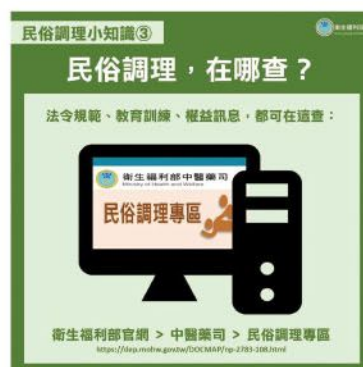 民俗調理小知識③
衛生福利部
民俗調理，在哪查？
法令規範、教育訓練、權益訊息，都可在這查：
衛生福利部中醫藥司
Ministry of Health and Welfare
民俗調理專區
衛生福利部官網 > 中醫藥司 > 民俗調理專區
https://dep.mohw.gov.tw/DOCMAP/np-2783-108.html